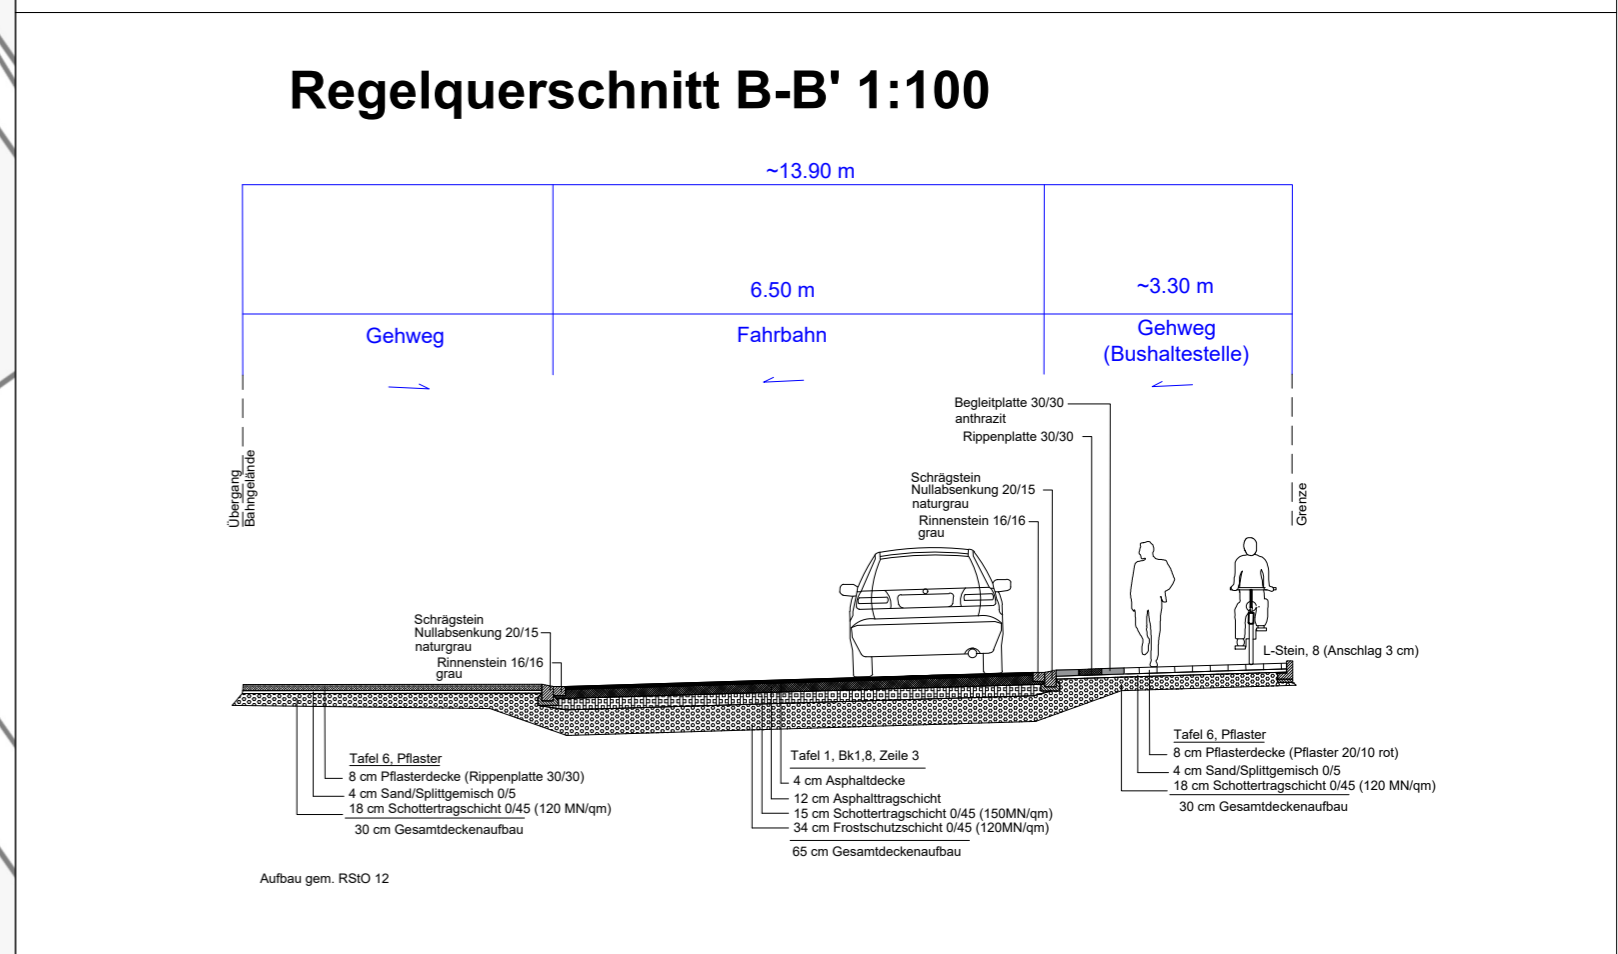 Regelquerschnitt B-B' 1:100
~13.90 m
6.50 m
~3.30 m
Gehweg
Fahrbahn
Gehweg
(Bushaltestelle)
Übergang
Bahngelände
Grenze
Begleitplatte 30/30
anthrazit
Rippenplatte 30/30
Schrägstein
Nullabsenkung 20/15
naturgrau
Rinnenstein 16/16
grau
Schrägstein
Nullabsenkung 20/15
naturgrau
Rinnenstein 16/16
grau
L-Stein, 8 (Anschlag 3 cm)
Tafel 6, Pflaster
8 cm Pflasterdecke (Rippenplatte 30/30)
4 cm Sand/Splittgemisch 0/5
18 cm Schottertragschicht 0/45 (120 MN/qm)
30 cm Gesamtdeckenaufbau
Tafel 1, Bk1,8, Zeile 3
4 cm Asphaltdecke
12 cm Asphalttragschicht
15 cm Schottertragschicht 0/45 (150MN/qm)
34 cm Frostschutzschicht 0/45 (120MN/qm)
65 cm Gesamtdeckenaufbau
Tafel 6, Pflaster
8 cm Pflasterdecke (Pflaster 20/10 rot)
4 cm Sand/Splittgemisch 0/5
18 cm Schottertragschicht 0/45 (120 MN/qm)
30 cm Gesamtdeckenaufbau
Aufbau gem. RStO 12